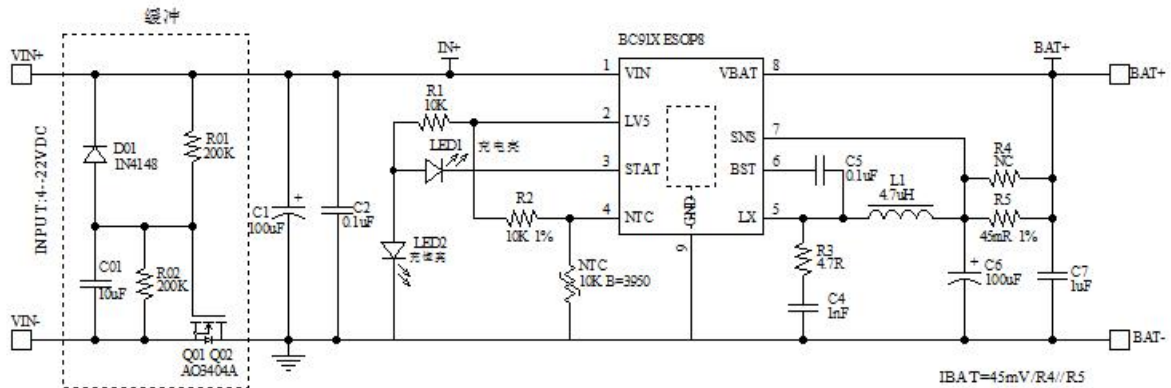 缓冲
VIN+
IN+
BC91X ESOP8
BAT+
BAT+
1
VIN
VBAT
8
R1
10K
2
LV5
LED1
充电亮
SNS
7
D01
1N4148
R01
200K
3
STAT
BST
6
C5
0.1uF
R4
NC
L1
4.7uH
INPUT:4--22VDC
C1
100uF
+
C2
0.1uF
R2
10K 1%
4
NTC
GND
LX
5
R5
45mR 1%
LED2
9
C01
10uF
R02
200K
NTC
10K B=3950
R3
4.7R
+
C6
100uF
C7
1uF
C4
1nF
VIN-
BAT-
Q01 Q02
AO3404A
IBAT=45mV/R4//R5